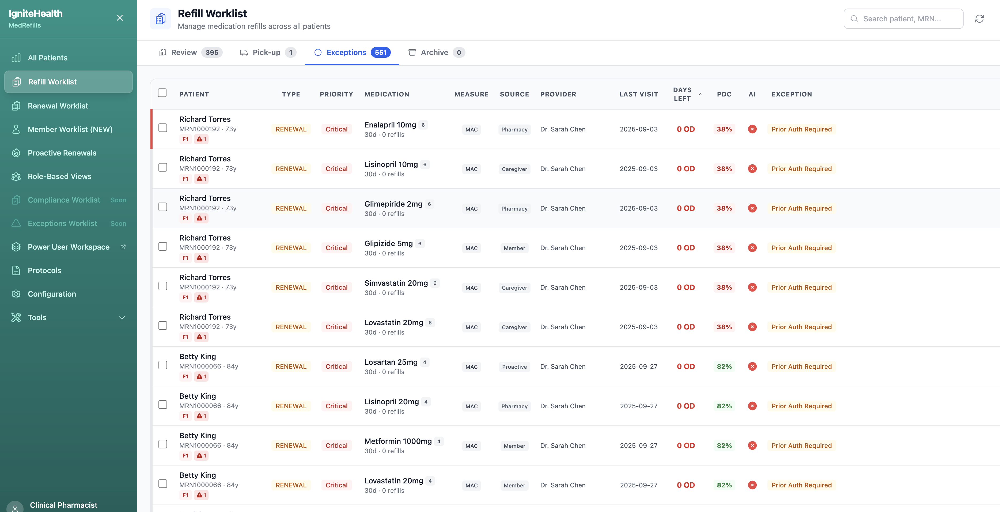 IgniteHealth
MedRefills
All Patients
Refill Worklist
Renewal Worklist
Member Worklist (NEW)
Proactive Renewals
Role-Based Views
Compliance Worklist Soon
Exceptions Worklist Soon
Power User Workspace
Protocols
Configuration
Tools
Clinical Pharmacist
Refill Worklist
Manage medication refills across all patients
Search patient, MRN...
Review 395 Pick-up 1 Exceptions 551 Archive 0
PATIENT TYPE PRIORITY MEDICATION MEASURE SOURCE PROVIDER LAST VISIT DAYS LEFT PDC AI EXCEPTION
Richard Torres
MRN1000192 · 73y
F1 1
RENEWAL Critical
Enalapril 10mg 6
30d · 0 refills
MAC Pharmacy Dr. Sarah Chen 2025-09-03 0 OD 38% Prior Auth Required
Richard Torres
MRN1000192 · 73y
F1 1
RENEWAL Critical
Lisinopril 10mg 6
30d · 0 refills
MAC Caregiver Dr. Sarah Chen 2025-09-03 0 OD 38% Prior Auth Required
Richard Torres
MRN1000192 · 73y
F1 1
RENEWAL Critical
Glimepiride 2mg 6
30d · 0 refills
MAC Pharmacy Dr. Sarah Chen 2025-09-03 0 OD 38% Prior Auth Required
Richard Torres
MRN1000192 · 73y
F1 1
RENEWAL Critical
Glipizide 5mg 6
30d · 0 refills
MAC Member Dr. Sarah Chen 2025-09-03 0 OD 38% Prior Auth Required
Richard Torres
MRN1000192 · 73y
F1 1
RENEWAL Critical
Simvastatin 20mg 6
30d · 0 refills
MAC Caregiver Dr. Sarah Chen 2025-09-03 0 OD 38% Prior Auth Required
Richard Torres
MRN1000192 · 73y
F1 1
RENEWAL Critical
Lovastatin 20mg 6
30d · 0 refills
MAC Caregiver Dr. Sarah Chen 2025-09-03 0 OD 38% Prior Auth Required
Betty King
MRN1000066 · 84y
F1 1
RENEWAL Critical
Losartan 25mg 4
30d · 0 refills
MAC Proactive Dr. Sarah Chen 2025-09-27 0 OD 82% Prior Auth Required
Betty King
MRN1000066 · 84y
F1 1
RENEWAL Critical
Lisinopril 20mg 4
30d · 0 refills
MAC Pharmacy Dr. Sarah Chen 2025-09-27 0 OD 82% Prior Auth Required
Betty King
MRN1000066 · 84y
F1 1
RENEWAL Critical
Metformin 1000mg 4
30d · 0 refills
MAC Member Dr. Sarah Chen 2025-09-27 0 OD 82% Prior Auth Required
Betty King
MRN1000066 · 84y
F1 1
RENEWAL Critical
Lovastatin 20mg 4
30d · 0 refills
MAC Member Dr. Sarah Chen 2025-09-27 0 OD 82% Prior Auth Required